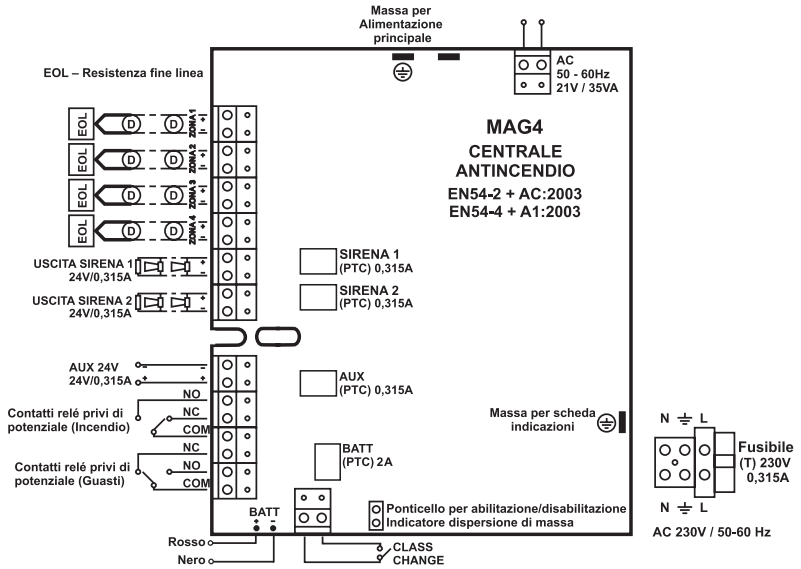 Massa per
Alimentazione
principale
EOL – Resistenza fine linea
AC
50 - 60Hz
21V / 35VA
EOL
D
D
ZONA 1
+
–
EOL
D
D
ZONA 2
+
–
EOL
D
D
ZONA 3
+
–
EOL
D
D
ZONA 4
+
–
MAG4
CENTRALE
ANTINCENDIO
EN54-2 + AC:2003
EN54-4 + A1:2003
USCITA SIRENA 1
24V/0,315A
+
–
SIRENA 1
(PTC) 0,315A
USCITA SIRENA 2
24V/0,315A
+
–
SIRENA 2
(PTC) 0,315A
AUX 24V
24V/0,315A
–
–
+
+
AUX
(PTC) 0,315A
Contatti relé privi di
potenziale (Incendio)
NO
NC
COM
Massa per scheda
indicazioni
Contatti relé privi di
potenziale (Guasti)
NC
NO
COM
BATT
(PTC) 2A
N
L
Fusibile
(T) 230V
0,315A
N
L
AC 230V / 50-60 Hz
BATT
+
–
Ponticello per abilitazione/disabilitazione
Indicatore dispersione di massa
Rosso
Nero
CLASS
CHANGE